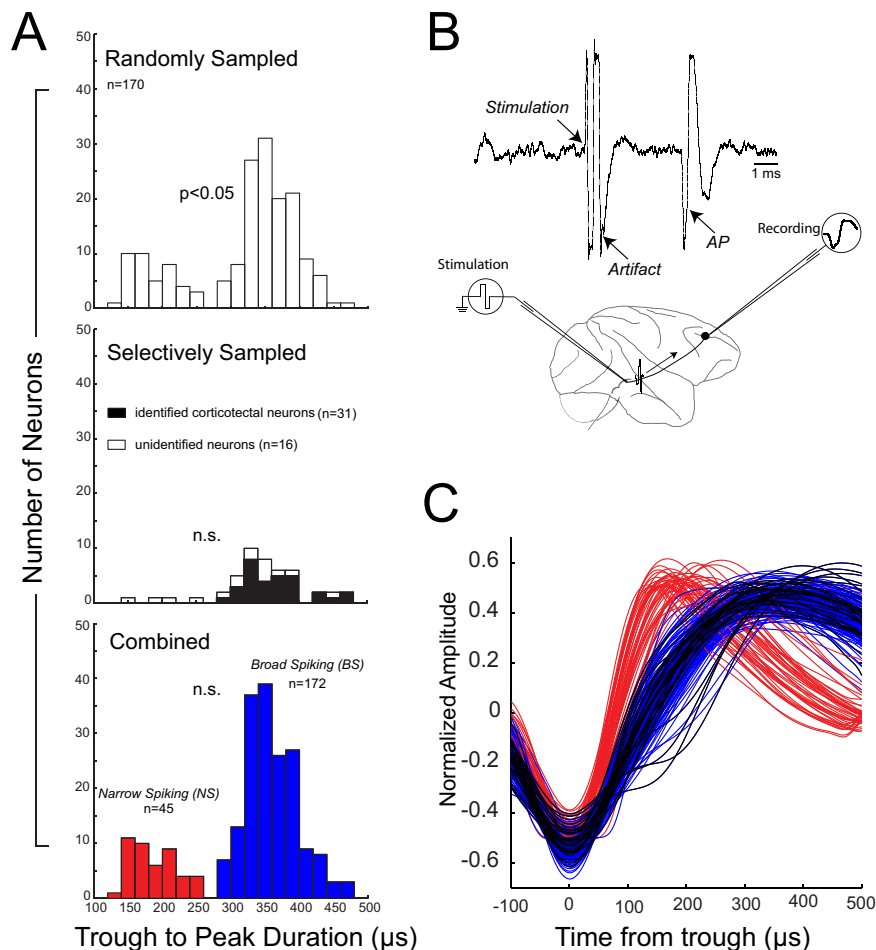 A
Randomly Sampled
n=170
50
40
30
20
10
0
p<0.05
Number of Neurons
Selectively Sampled
50
40
30
20
10
0
identified corticotectal neurons (n=31)
unidentified neurons (n=16)
n.s.
Combined
50
40
30
20
10
0
Broad Spiking (BS)
n=172
n.s.
Narrow Spiking (NS)
n=45
100 150 200 250 300 350 400 450 500
Trough to Peak Duration (µs)
B
Stimulation
1 ms
AP
Artifact
Recording
Stimulation
C
0.6
0.4
0.2
0
-0.2
-0.4
-0.6
Normalized Amplitude
-100 0 100 200 300 400 500
Time from trough (µs)